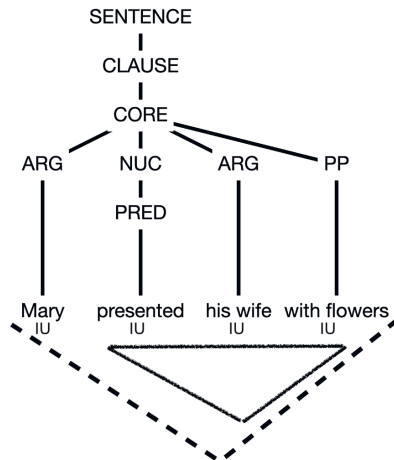 SENTENCE
CLAUSE
CORE
ARG NUC ARG PP
PRED
Mary presented his wife with flowers
IU IU IU IU